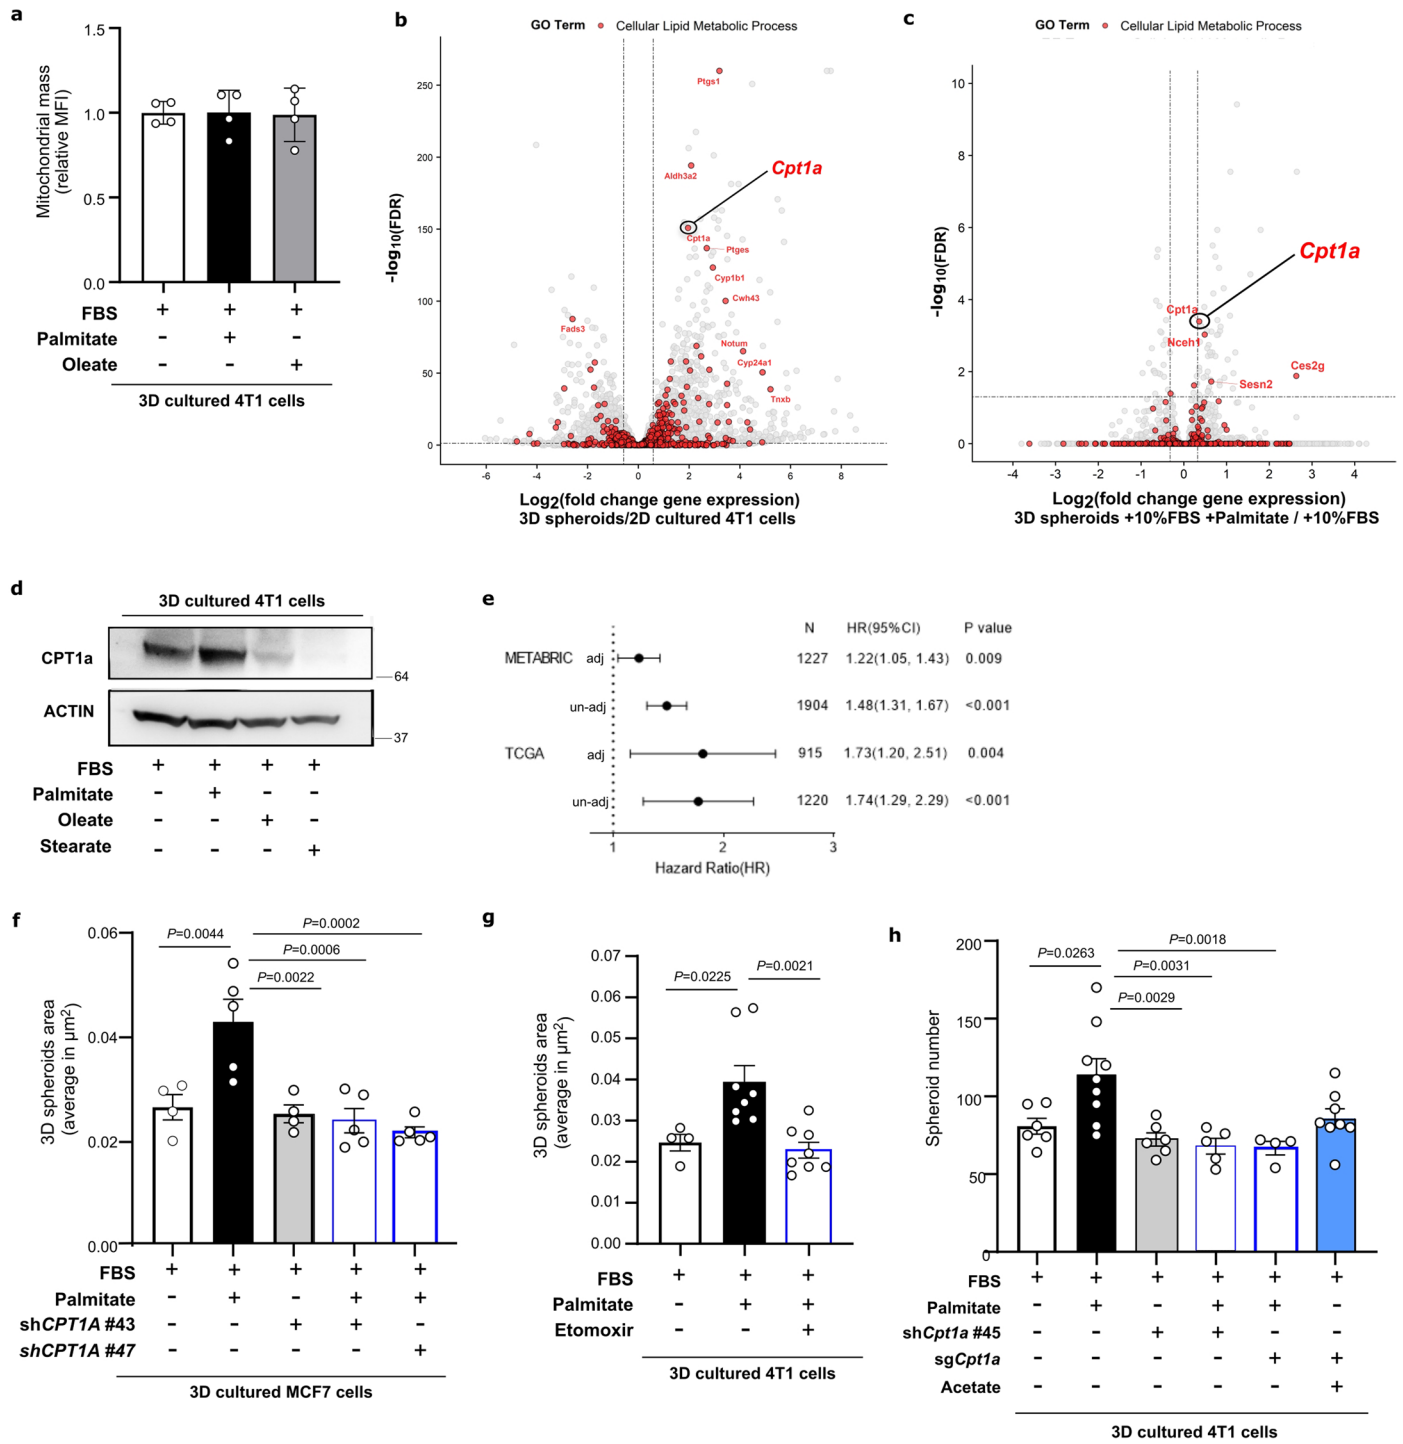 a
1.5
1.0
0.5
0.0
Mitochondrial mass
(relative MFI)
FBS + + +
Palmitate - + -
Oleate - - +
3D cultured 4T1 cells
b
GO Term Cellular Lipid Metabolic Process
250
200
150
100
50
0
-log10(FDR)
Ptgs1
Aldh3a2
Cpt1a
Cpt1a
Ptges
Cyp1b1
Cwh43
Fads3
Notum
Cyp24a1
Tnxb
-6 -4 -2 0 2 4 6 8
Log2(fold change gene expression)
3D spheroids/2D cultured 4T1 cells
c
GO Term Cellular Lipid Metabolic Process
10
8
6
4
2
0
-log10(FDR)
Cpt1a
Cpt1a
Nceh1
Ces2g
Sesn2
-4 -3 -2 -1 0 1 2 3 4
Log2(fold change gene expression)
3D spheroids +10%FBS +Palmitate / +10%FBS
d
3D cultured 4T1 cells
CPT1a
64
ACTIN
37
FBS + + + +
Palmitate - + - -
Oleate - - + -
Stearate - - - +
e
N HR(95%CI) P value
METABRIC adj 1227 1.22(1.05, 1.43) 0.009
un-adj 1904 1.48(1.31, 1.67) <0.001
TCGA adj 915 1.73(1.20, 2.51) 0.004
un-adj 1220 1.74(1.29, 2.29) <0.001
1 2 3
Hazard Ratio(HR)
f
P=0.0002
P=0.0044
P=0.0006
P=0.0022
0.06
0.04
0.02
0.00
3D spheroids area
(average in µm2)
FBS + + + + +
Palmitate - + - + +
shCPT1A #43 - - + + -
shCPT1A #47 - - - - +
3D cultured MCF7 cells
g
P=0.0225
P=0.0021
0.07
0.06
0.05
0.04
0.03
0.02
0.01
0.00
3D spheroids area
(average in µm2)
FBS + + +
Palmitate - + +
Etomoxir - - +
3D cultured 4T1 cells
h
P=0.0018
P=0.0263
P=0.0031
P=0.0029
200
150
100
50
0
Spheroid number
FBS + + + + + +
Palmitate - + - + + -
shCpt1a #45 - - + + - -
sgCpt1a - - - - + +
Acetate - - - - - +
3D cultured 4T1 cells